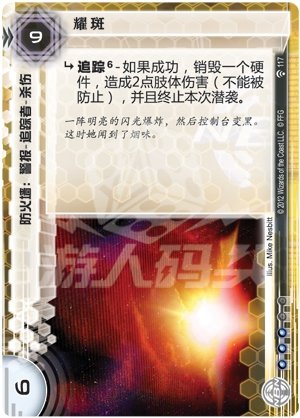 耀斑
9
追踪⁶-如果成功，销毁一个硬
件，造成2点肢体伤害（不能被
防止），并且终止本次潜袭。
一阵明亮的闪光爆炸，然后控制台变黑。
这时她闻到了烟味。
防火墙：警报-追踪者-杀伤
游人码头
6
Illus. Mike Nesbitt
© 2012 Wizards of the Coast LLC. © FFG
117